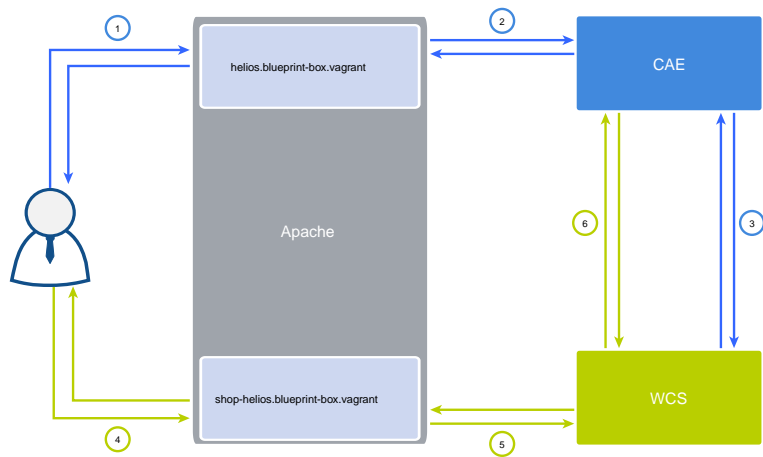 1
2
helios.blueprint-box.vagrant
CAE
6
3
Apache
shop-helios.blueprint-box.vagrant
WCS
4
5